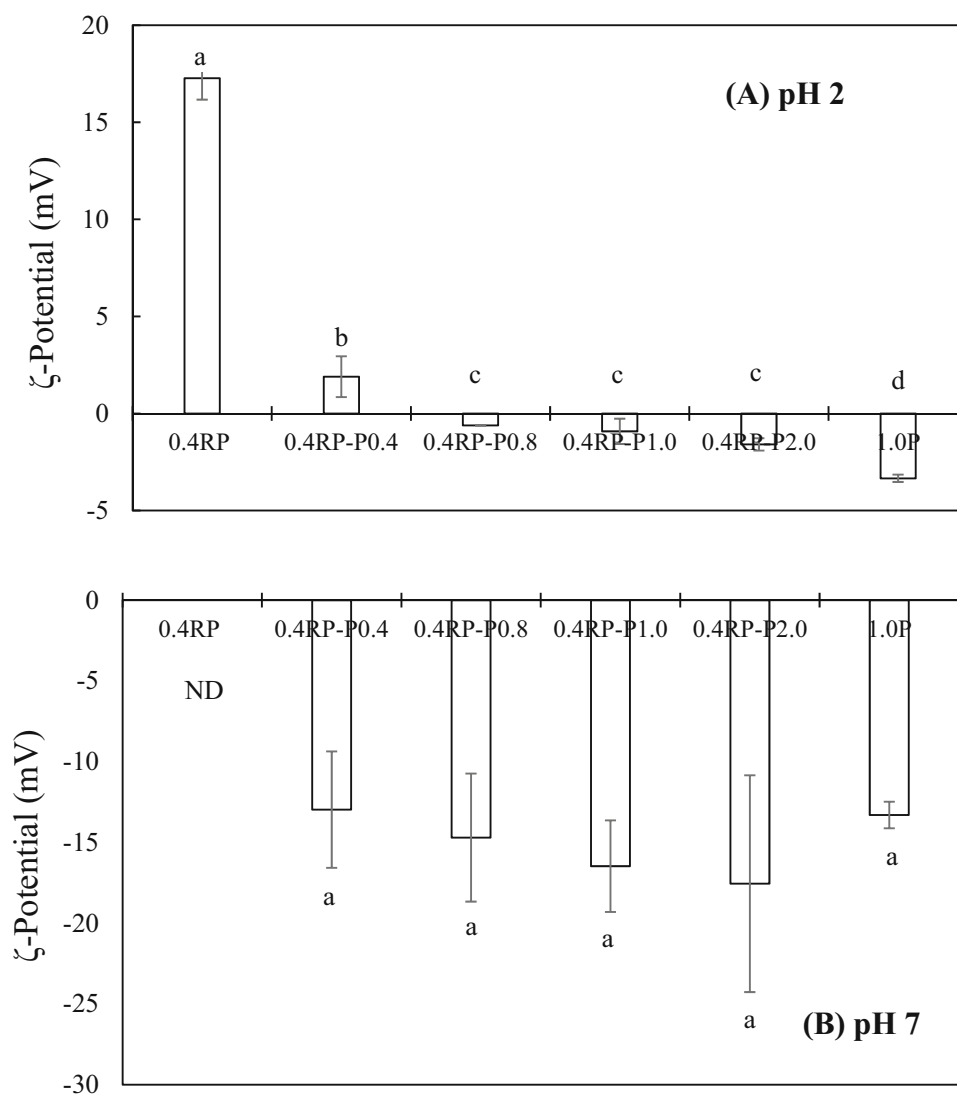 20
a
(A) pH 2
15
10
5
b
c
c
c
d
0
0.4RP
0.4RP-P0.4
0.4RP-P0.8
0.4RP-P1.0
0.4RP-P2.0
1.0P
-5
ζ-Potential (mV)
0
0.4RP
0.4RP-P0.4
0.4RP-P0.8
0.4RP-P1.0
0.4RP-P2.0
1.0P
-5
ND
-10
-15
a
a
a
a
-20
-25
a
(B) pH 7
-30
ζ-Potential (mV)